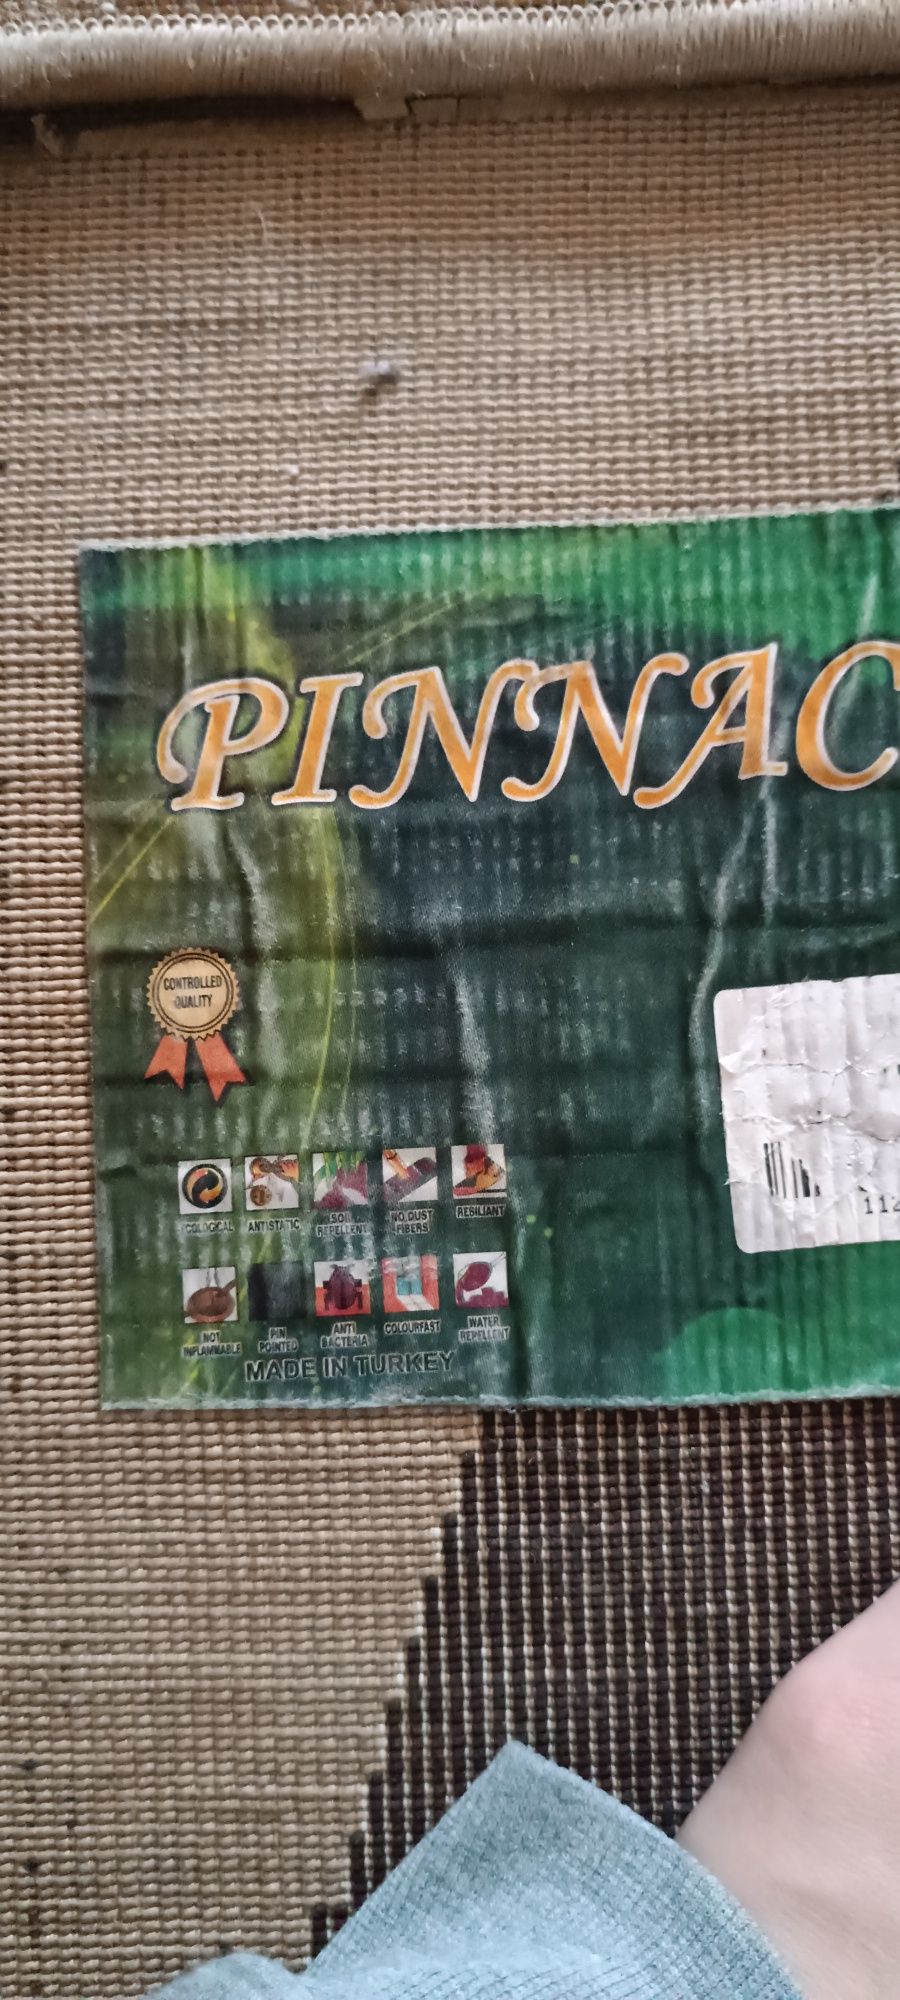 PINNAC
CONTROLLED
QUALITY
ECOLOGICAL ANTISTATIC SOIL REPELLENT NO DUST FIBERS RESILIANT
NOT INFLAMMABLE PIN POINTED ANTI BACTERIA COLOURFAST WATER REPELLENT
MADE IN TURKEY
112